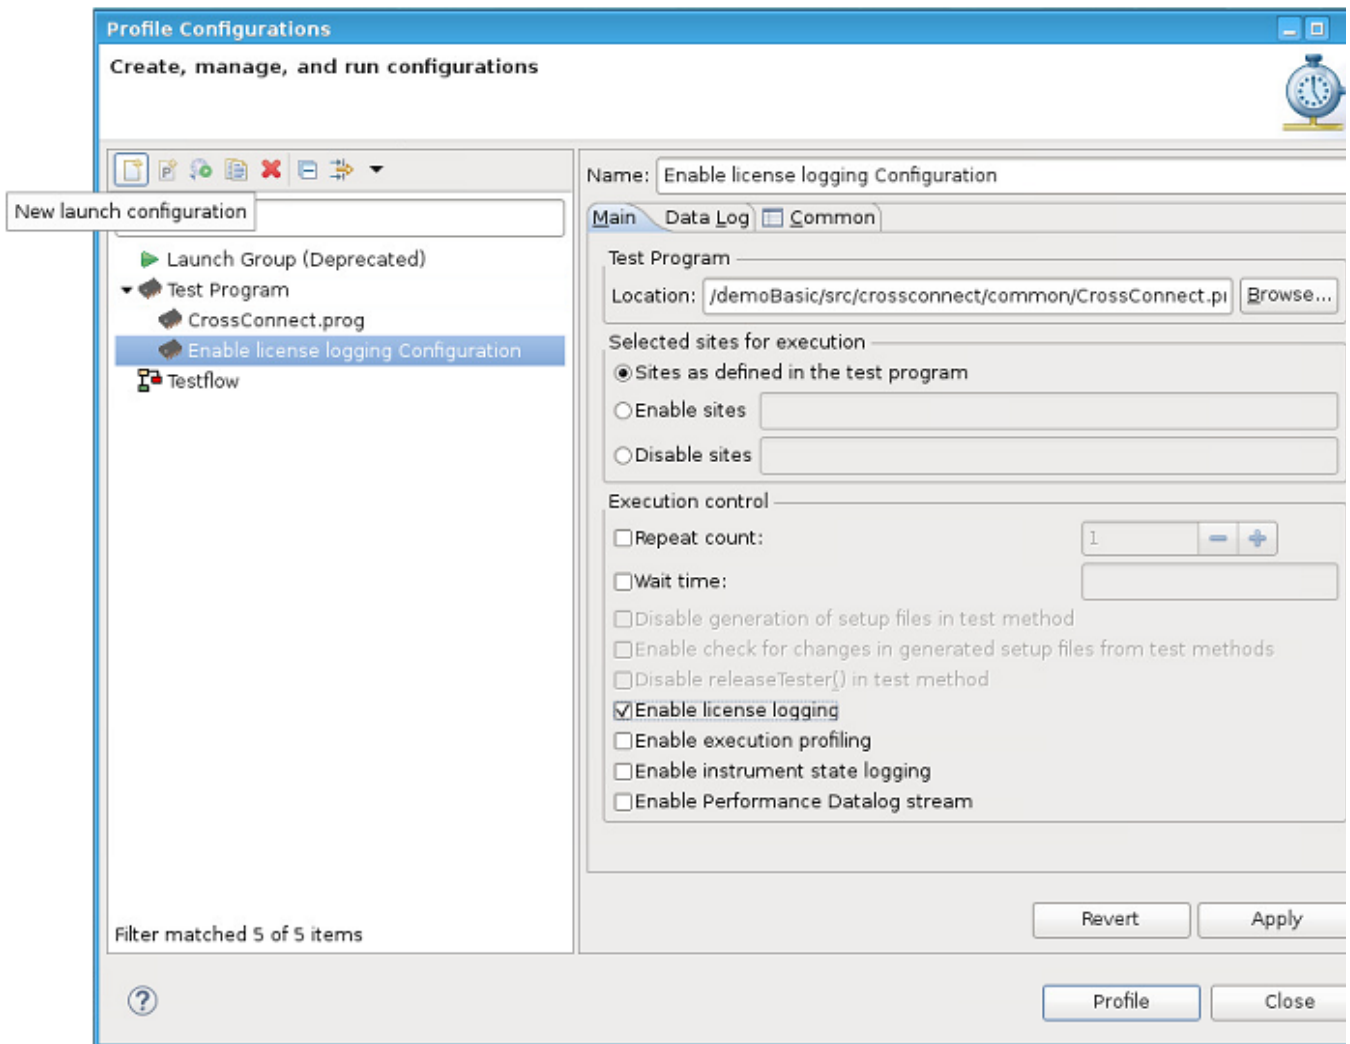 Profile Configurations
Create, manage, and run configurations
New launch configuration
Launch Group (Deprecated)
Test Program
CrossConnect.prog
Enable license logging Configuration
Testflow
Filter matched 5 of 5 items
Name: Enable license logging Configuration
Main Data Log Common
Test Program
Location: /demoBasic/src/crossconnect/common/CrossConnect.pr Browse...
Selected sites for execution
Sites as defined in the test program
Enable sites
Disable sites
Execution control
Repeat count: 1
Wait time:
Disable generation of setup files in test method
Enable check for changes in generated setup files from test methods
Disable releaseTester() in test method
Enable license logging
Enable execution profiling
Enable instrument state logging
Enable Performance Datalog stream
Revert Apply
? Profile Close